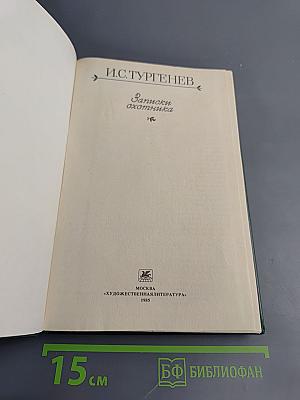 И.С.ТУРГЕНЕВ
Записки
охотника
МОСКВА
«ХУДОЖЕСТВЕННАЯ ЛИТЕРАТУРА»
1985
15 см
БФ БИБЛИОФАН